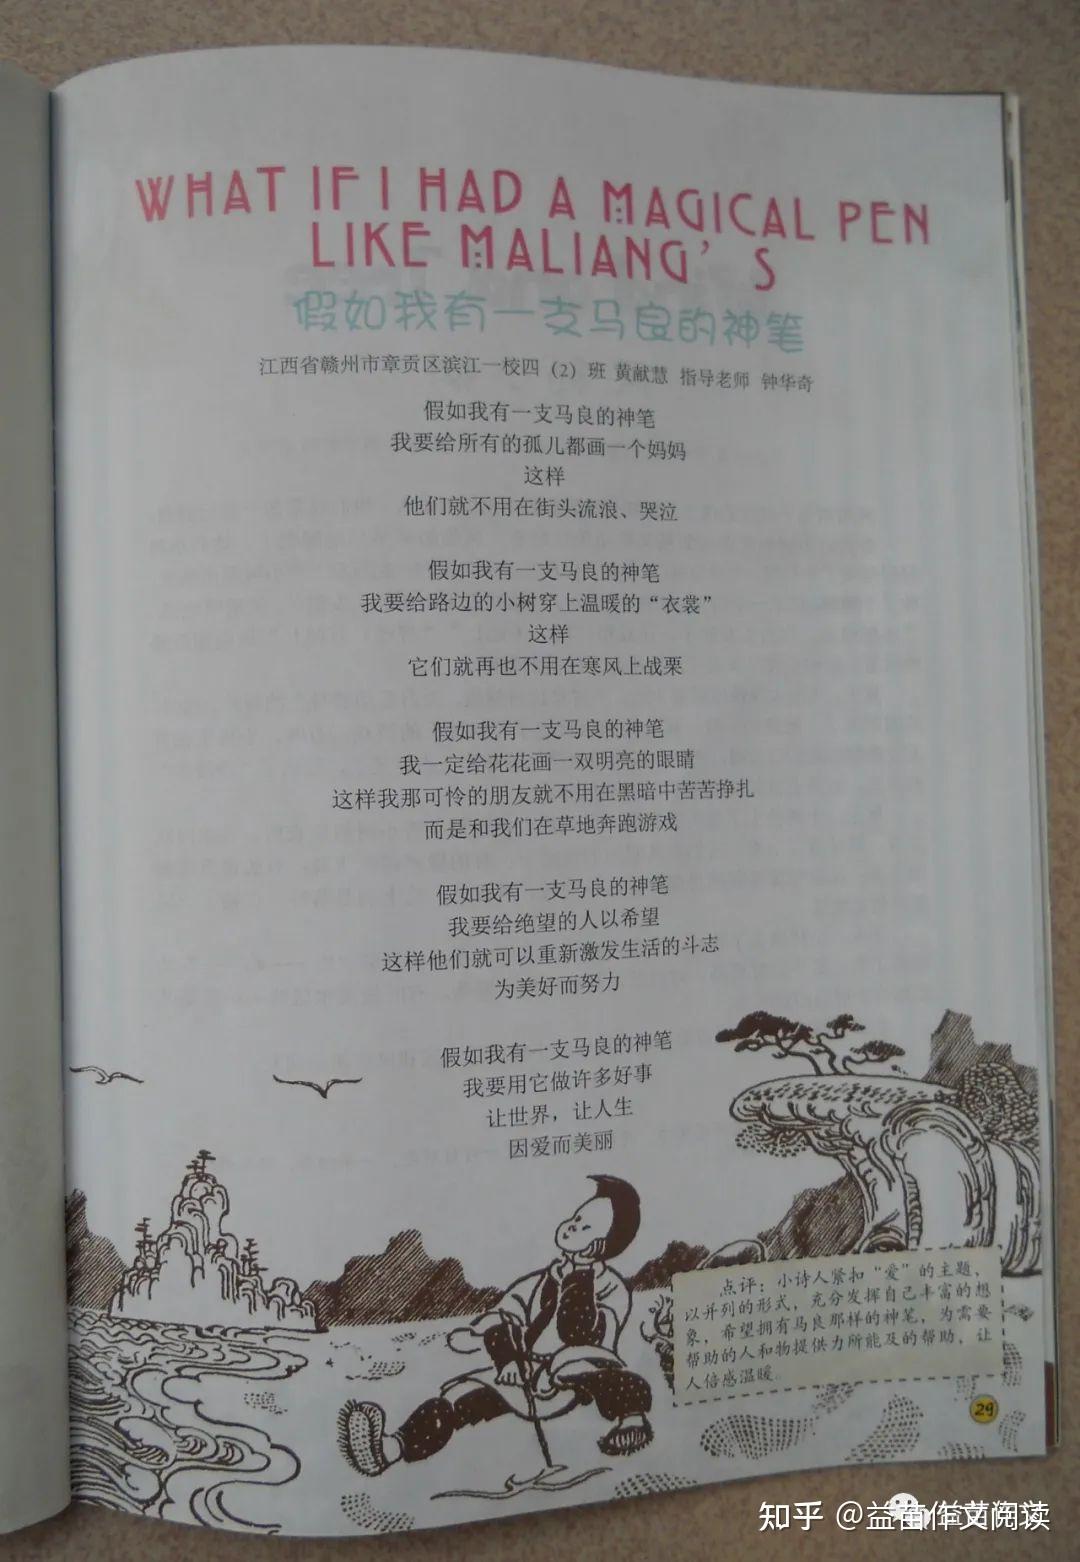 WHAT IF I HAD A MAGICAL PEN
LIKE MALIANG'S
假如我有一支马良的神笔
江西省赣州市章贡区滨江一校四（2）班 黄献慧 指导老师 钟华奇
假如我有一支马良的神笔
我要给所有的孤儿都画一个妈妈
这样
他们就不用在街头流浪、哭泣
假如我有一支马良的神笔
我要给路边的小树穿上温暖的“衣裳”
这样
它们就再也不用在寒风上战栗
假如我有一支马良的神笔
我一定给花花画一双明亮的眼睛
这样我那可怜的朋友就不用在黑暗中苦苦挣扎
而是和我们在草地奔跑游戏
假如我有一支马良的神笔
我要给绝望的人以希望
这样他们就可以重新激发生活的斗志
为美好而努力
假如我有一支马良的神笔
我要用它做许多好事
让世界，让人生
因爱而美丽
点评：小诗人紧扣“爱”的主题，
以并列的形式，充分发挥自己丰富的想
象，希望拥有马良那样的神笔，为需要
帮助的人和物提供力所能及的帮助，让
人倍感温暖。
29
知乎 @益苗作文阅读